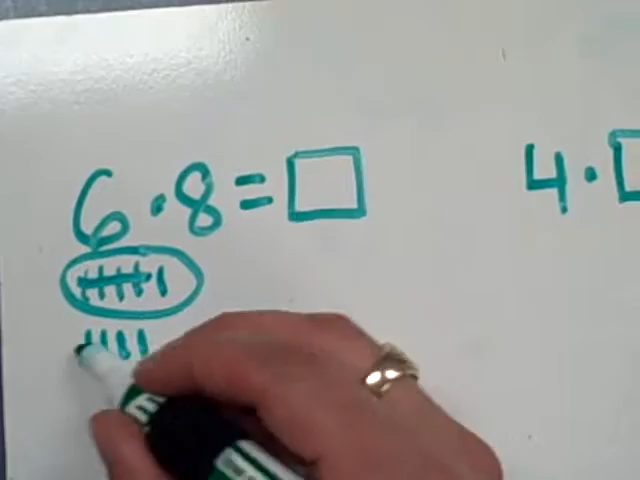 6 · 8 = □
4 · □